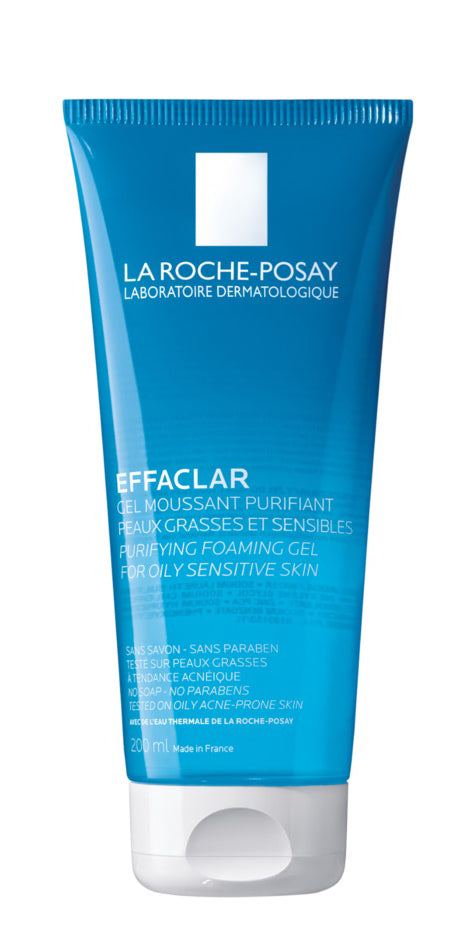 LA ROCHE-POSAY
LABORATOIRE DERMATOLOGIQUE
EFFACLAR
GEL MOUSSANT PURIFIANT
PEAUX GRASSES ET SENSIBLES
PURIFYING FOAMING GEL
FOR OILY SENSITIVE SKIN
SANS SAVON - SANS PARABEN
TESTÉ SUR PEAUX GRASSES
À TENDANCE ACNÉIQUE
NO SOAP - NO PARABENS
TESTED ON OILY ACNE-PRONE SKIN
AVEC DE L'EAU THERMALE DE LA ROCHE-POSAY
200 ml Made in France